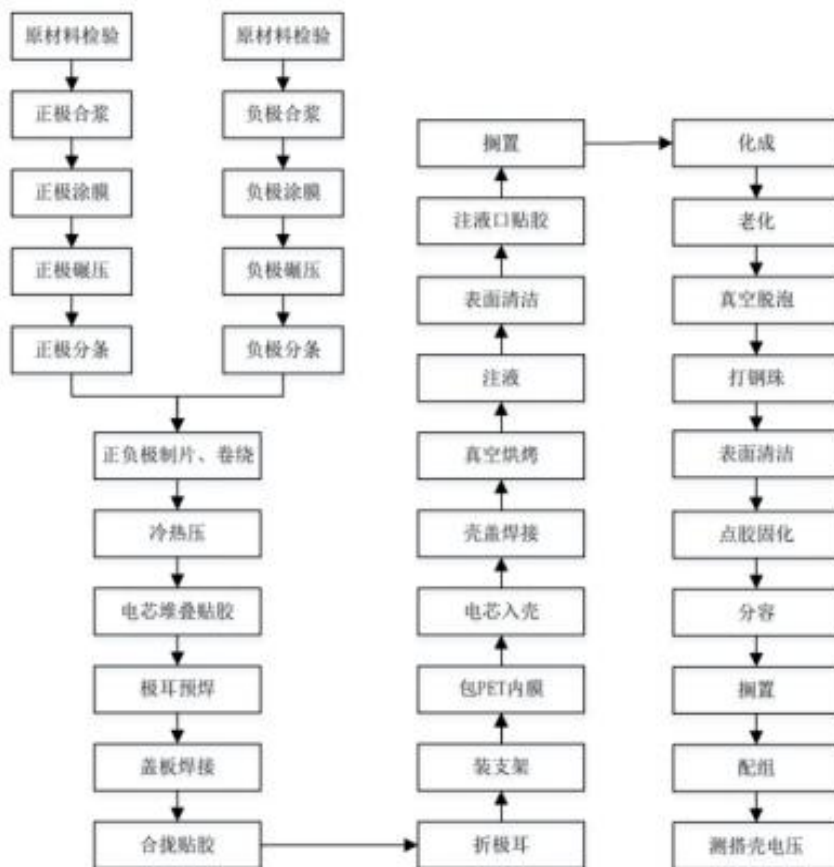 原材料检验
原材料检验
正极合浆
负极合浆
正极涂膜
负极涂膜
正极碾压
负极碾压
正极分条
负极分条
正负极制片、卷绕
冷热压
电芯堆叠贴胶
极耳预焊
盖板焊接
合拢贴胶
折极耳
装支架
包PET内膜
电芯入壳
壳盖焊接
真空烘烤
注液
表面清洁
注液口贴胶
搁置
化成
老化
真空脱泡
打钢珠
表面清洁
点胶固化
分容
搁置
配组
测搭壳电压